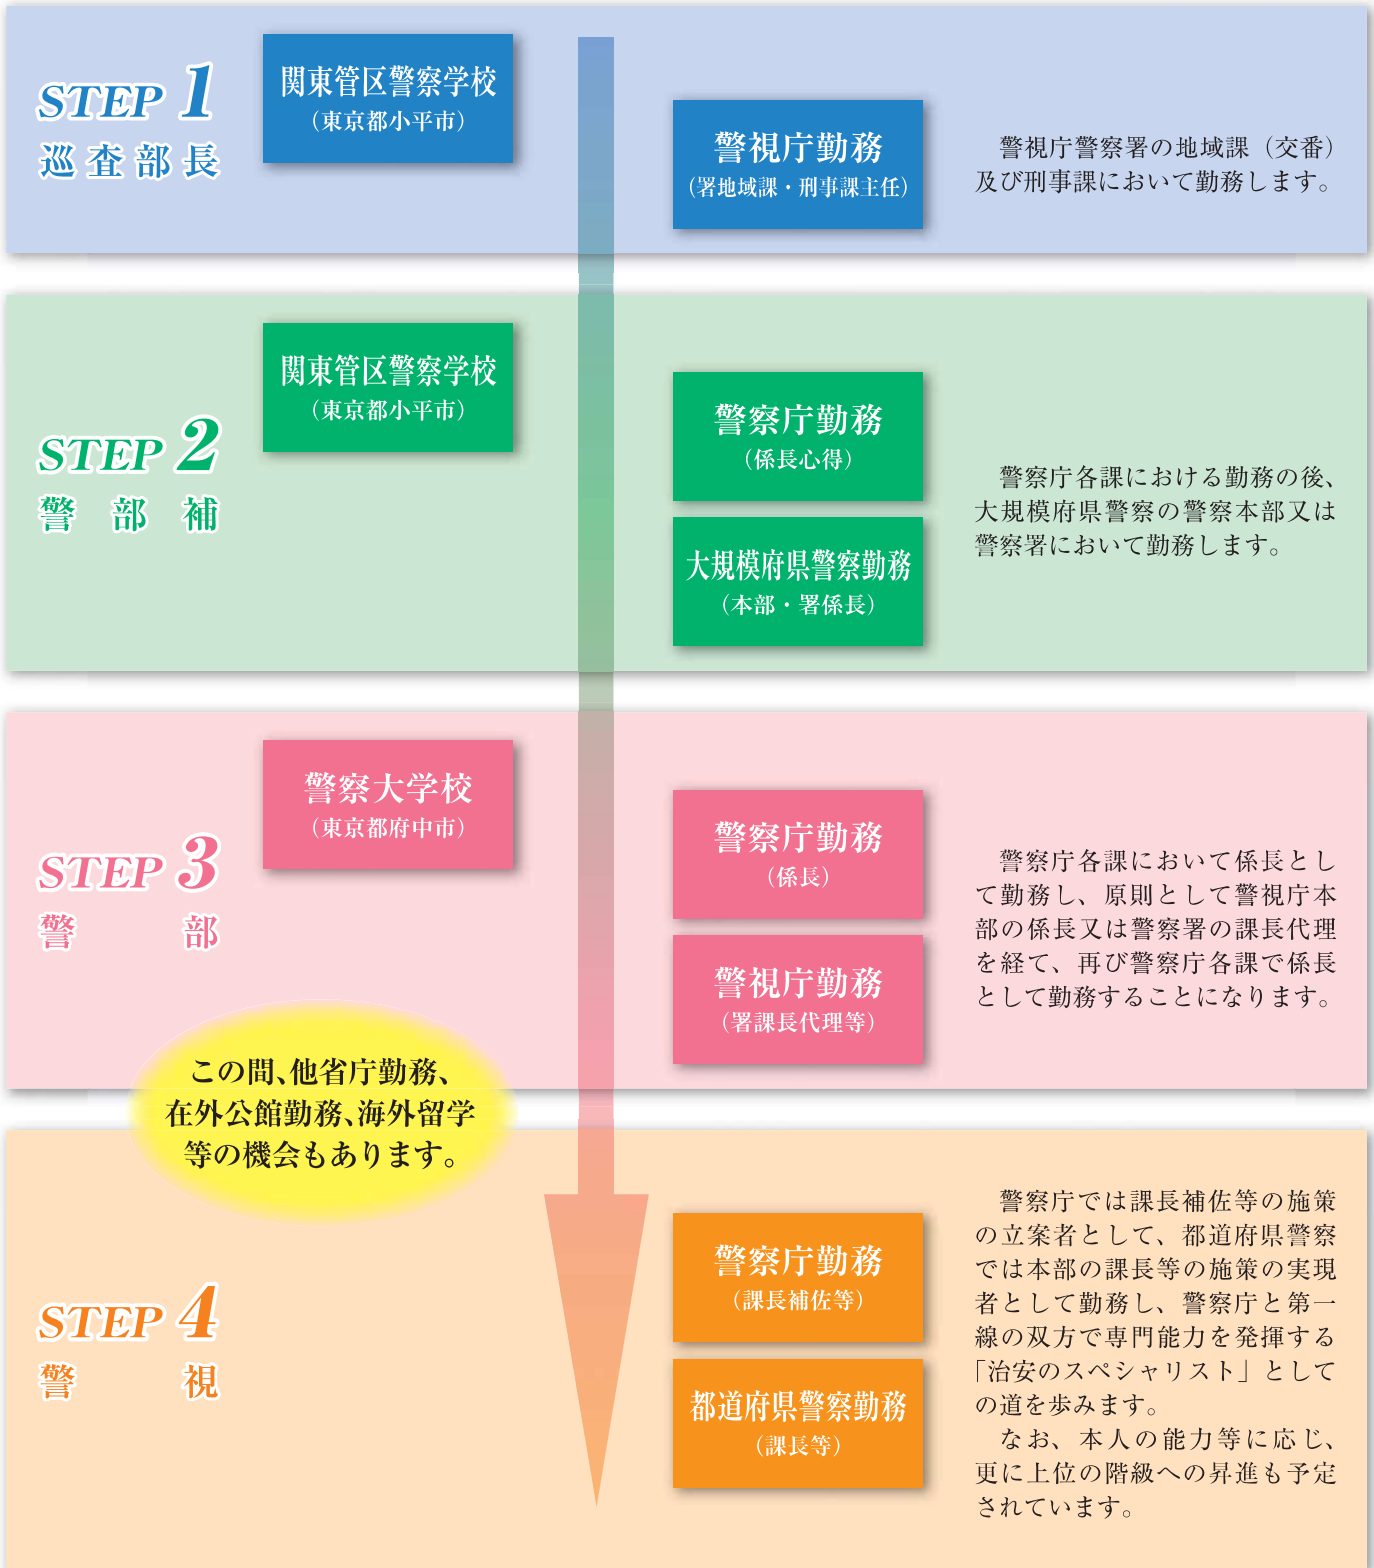 STEP 1
巡査部長
関東管区警察学校
（東京都小平市）
警視庁勤務
（署地域課・刑事課主任）
警視庁警察署の地域課（交番）
及び刑事課において勤務します。
STEP 2
警部補
関東管区警察学校
（東京都小平市）
警察庁勤務
（係長心得）
大規模府県警察勤務
（本部・署係長）
警察庁各課における勤務の後、
大規模府県警察の警察本部又は
警察署において勤務します。
STEP 3
警部
警察大学校
（東京都府中市）
警察庁勤務
（係長）
警視庁勤務
（署課長代理等）
警察庁各課において係長とし
て勤務し、原則として警視庁本
部の係長又は警察署の課長代理
を経て、再び警察庁各課で係長
として勤務することになります。
この間、他省庁勤務、
在外公館勤務、海外留学
等の機会もあります。
STEP 4
警視
警察庁勤務
（課長補佐等）
都道府県警察勤務
（課長等）
警察庁では課長補佐等の施策
の立案者として、都道府県警察
では本部の課長等の施策の実現
者として勤務し、警察庁と第一
線の双方で専門能力を発揮する
「治安のスペシャリスト」として
の道を歩みます。
なお、本人の能力等に応じ、
更に上位の階級への昇進も予定
されています。